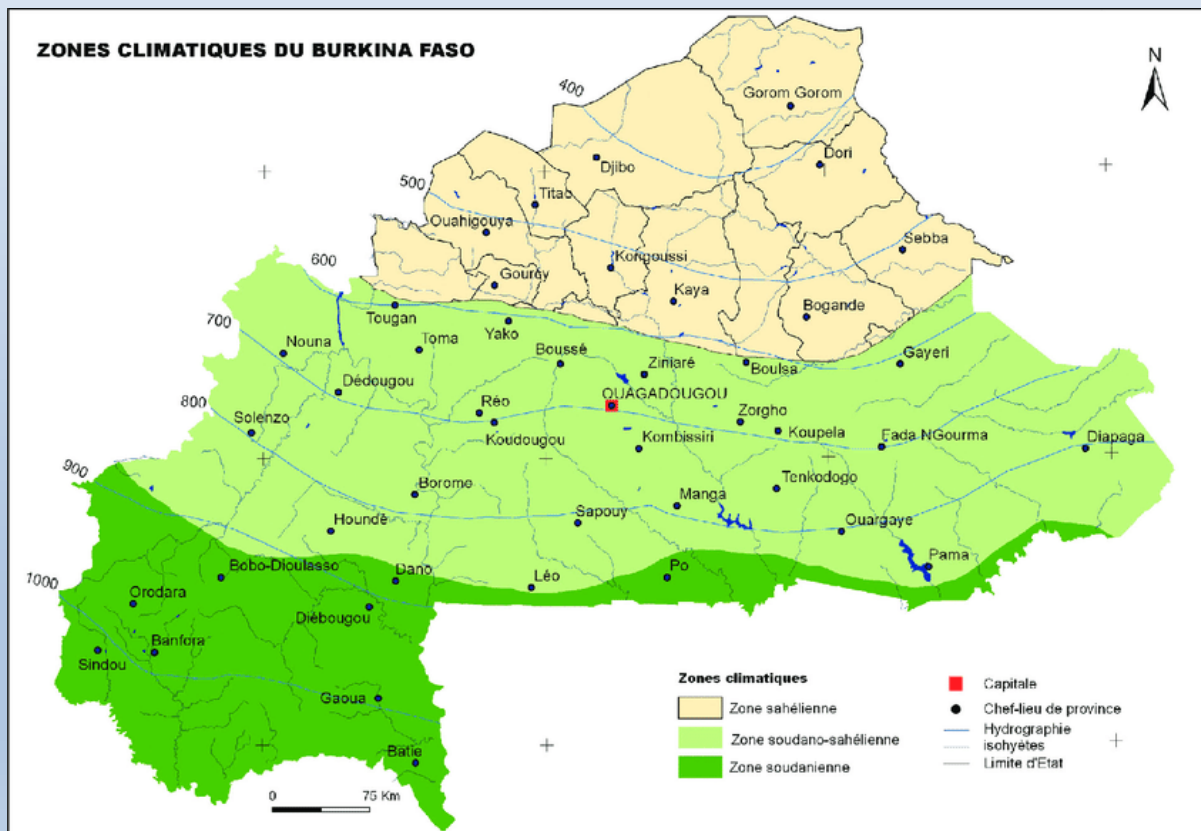 ZONES CLIMATIQUES DU BURKINA FASO
N
400
Gorom Gorom
Djibo
Dori
500
Titao
Ouahigouya
Sebba
600
Gourcy
Kongoussi
Kaya
Bogande
Tougan
Yako
700
Nouna
Toma
Boussé
Ziniaré
Boulsa
Gayeri
Dédougou
OUAGADOUGOU
800
Solenzo
Réo
Koudougou
Kombissiri
Zorgho
Koupela
Fada NGourma
Diapaga
900
Boromo
Tenkodogo
Manga
Houndé
Sapouy
Ouargaye
Pama
1000
Bobo-Dioulasso
Dano
Léo
Po
Orodara
Diébougou
Banfora
Sindou
Gaoua
Batie
0 75 Km
Zones climatiques
Zone sahélienne
Zone soudano-sahélienne
Zone soudanienne
Capitale
Chef-lieu de province
Hydrographie
isohyètes
Limite d'Etat